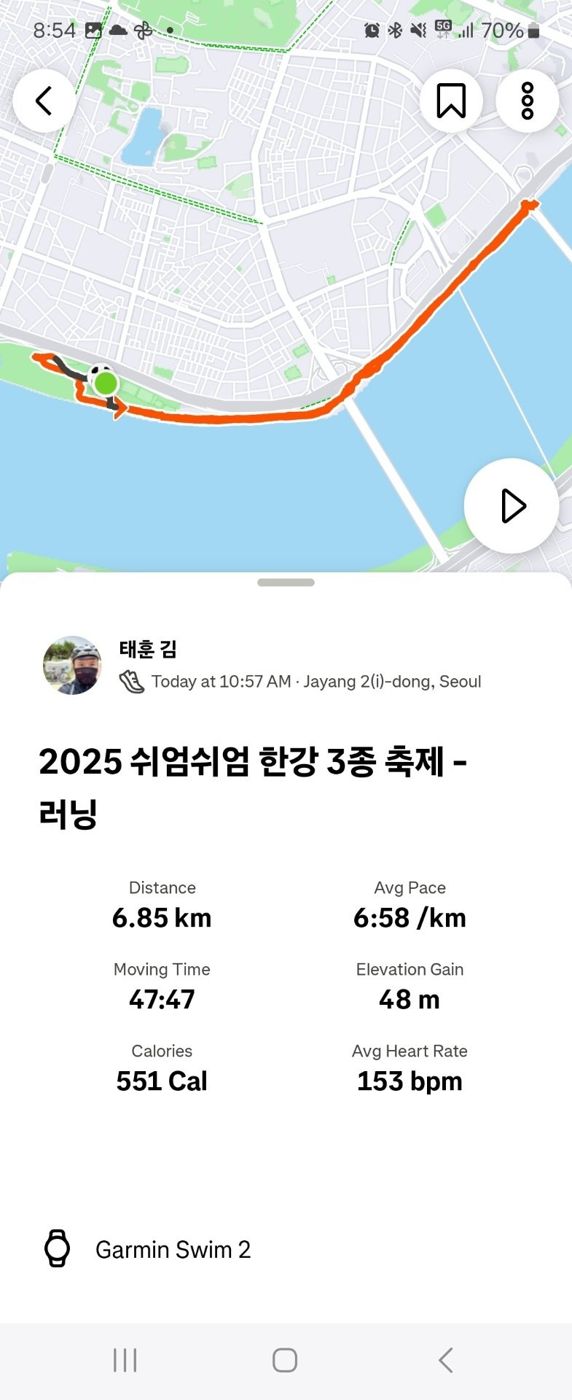 8:54
5G
70%
태훈 김
Today at 10:57 AM · Jayang 2(i)-dong, Seoul
2025 쉬엄쉬엄 한강 3종 축제 -
러닝
Distance
Avg Pace
6.85 km
6:58 /km
Moving Time
Elevation Gain
47:47
48 m
Calories
Avg Heart Rate
551 Cal
153 bpm
Garmin Swim 2